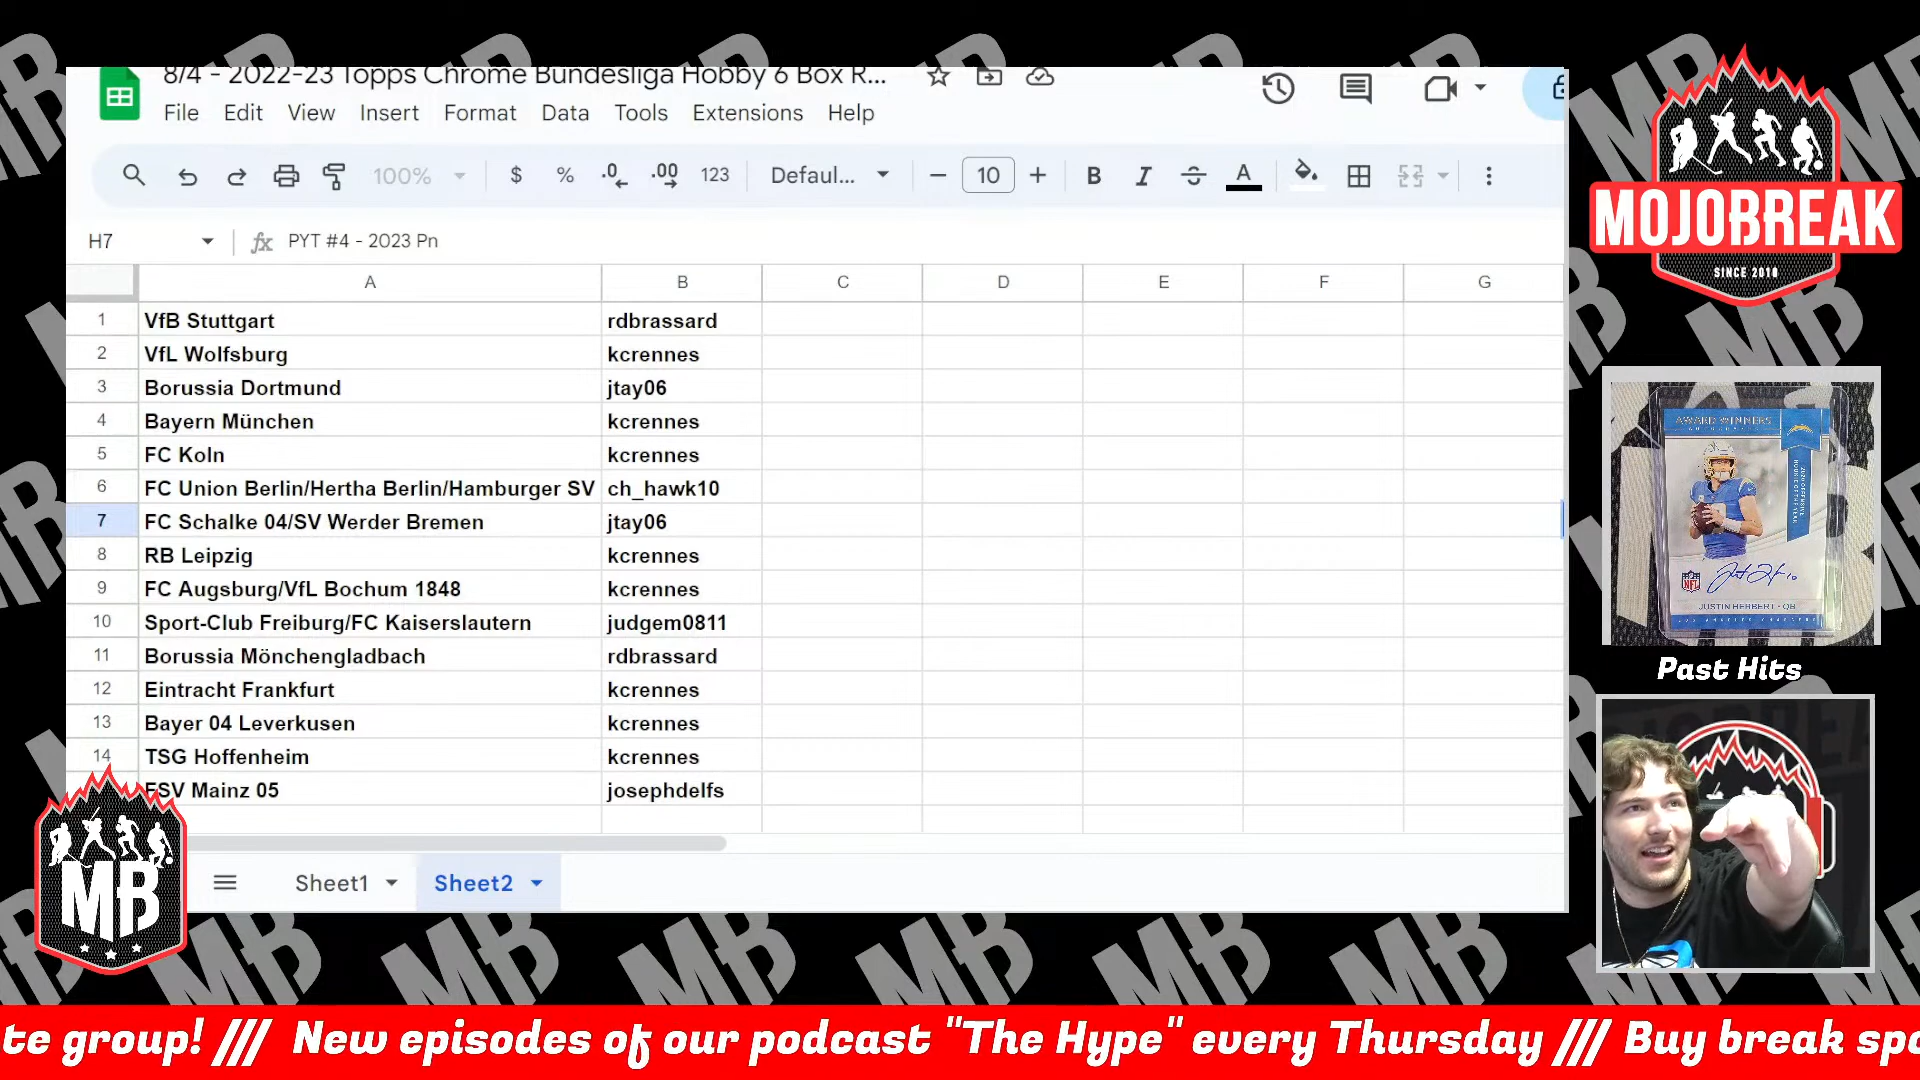 8/4 - 2022-23 Topps Chrome Bundesliga Hobby 6 Box R...
File Edit View Insert Format Data Tools Extensions Help
100% $ % .0 .00 123 Defaul... − 10 + B I S A
H7 fx PYT #4 - 2023 Pn
A B C D E F G
1 VfB Stuttgart rdbrassard
2 VfL Wolfsburg kcrennes
3 Borussia Dortmund jtay06
4 Bayern München kcrennes
5 FC Koln kcrennes
6 FC Union Berlin/Hertha Berlin/Hamburger SV ch_hawk10
7 FC Schalke 04/SV Werder Bremen jtay06
8 RB Leipzig kcrennes
9 FC Augsburg/VfL Bochum 1848 kcrennes
10 Sport-Club Freiburg/FC Kaiserslautern judgem0811
11 Borussia Mönchengladbach rdbrassard
12 Eintracht Frankfurt kcrennes
13 Bayer 04 Leverkusen kcrennes
14 TSG Hoffenheim kcrennes
FSV Mainz 05 josephdelfs
Sheet1 Sheet2
MB
MOJOBREAK
SINCE 2010
AWARD WINNERS
AUTOGRAPHS
NFL
JUSTIN HERBERT • QB
LOS ANGELES CHARGERS
Past Hits
te group! /// New episodes of our podcast "The Hype" every Thursday /// Buy break spo